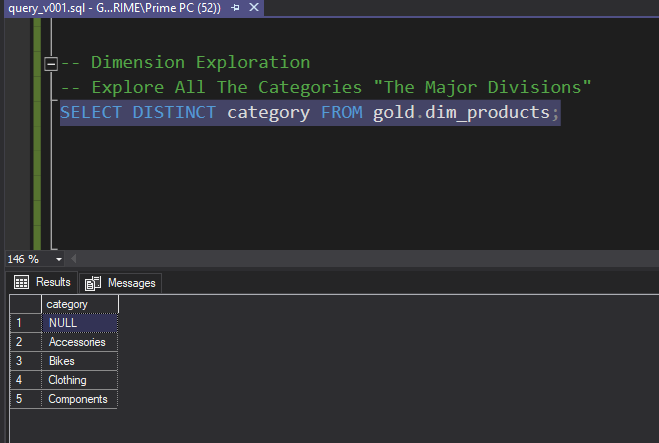 query_v001.sql - G...RIME\Prime PC (52))
-- Dimension Exploration
-- Explore All The Categories "The Major Divisions"
SELECT DISTINCT category FROM gold.dim_products;
146 %
Results Messages
category
1 NULL
2 Accessories
3 Bikes
4 Clothing
5 Components